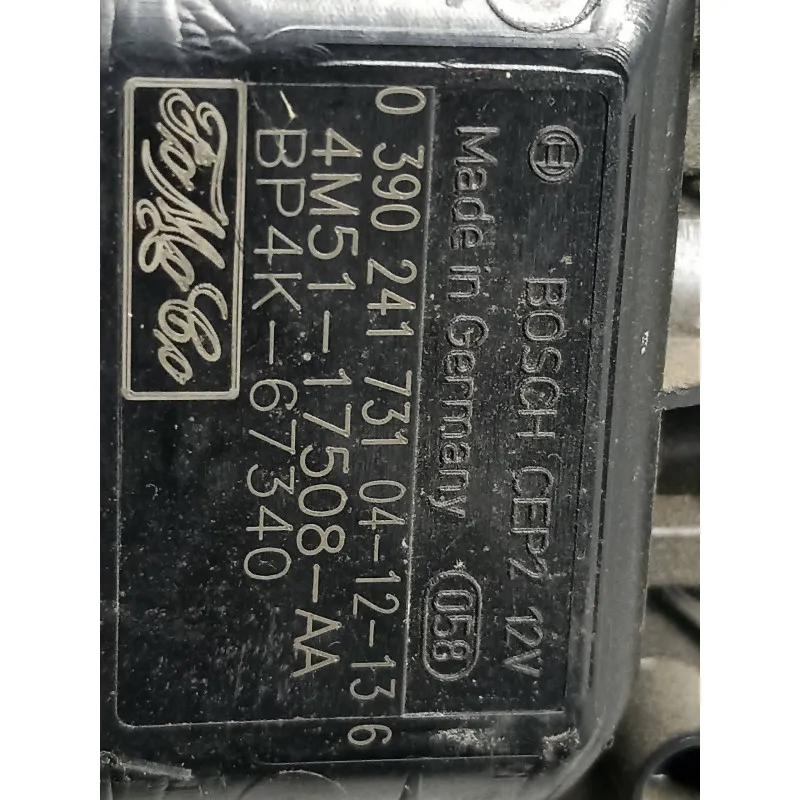 BOSCH CEP2 12V
Made in Germany 058
0 390 241 731 04-12-13 6
4M51-17508-AA
BP4K-67340
FoMoCo